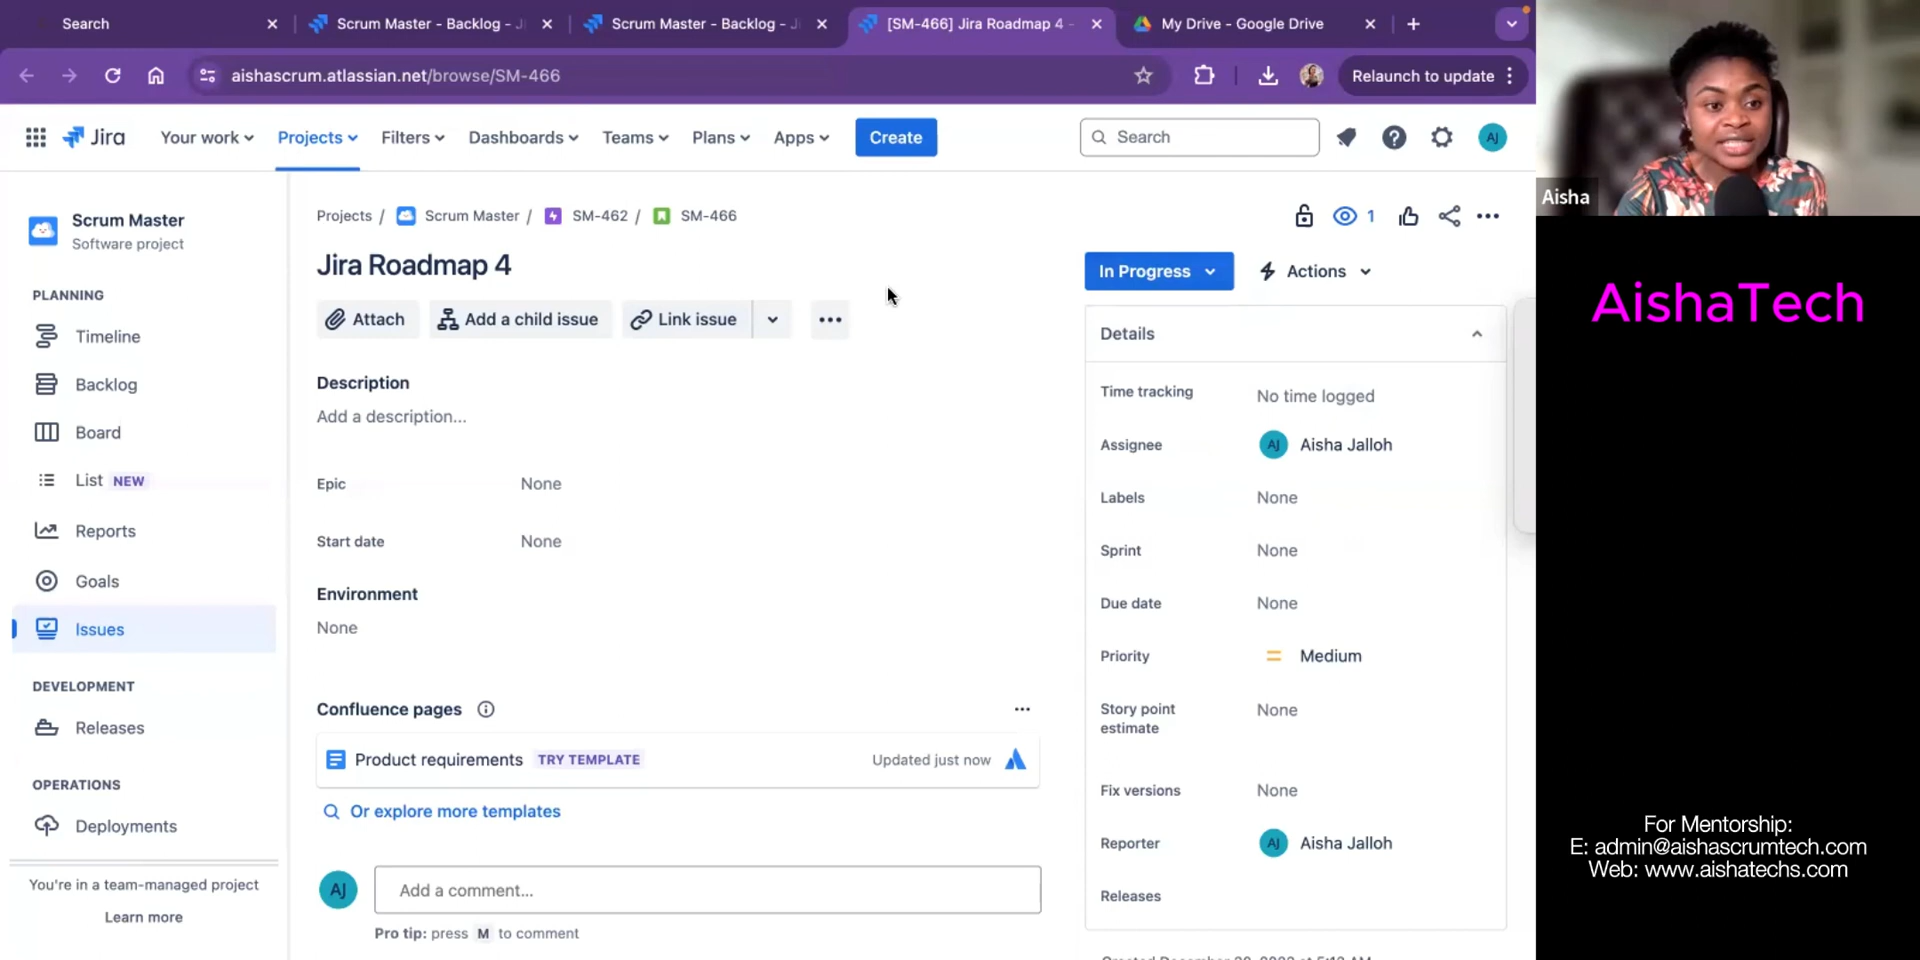 Search
Scrum Master - Backlog - Ji
Scrum Master - Backlog - Ji
[SM-466] Jira Roadmap 4 -
My Drive - Google Drive
aishascrum.atlassian.net/browse/SM-466
Relaunch to update
Jira
Your work
Projects
Filters
Dashboards
Teams
Plans
Apps
Create
Search
AJ
Scrum Master
Software project
PLANNING
Timeline
Backlog
Board
List NEW
Reports
Goals
Issues
DEVELOPMENT
Releases
OPERATIONS
Deployments
You're in a team-managed project
Learn more
Projects / Scrum Master / SM-462 / SM-466
1
Jira Roadmap 4
Attach
Add a child issue
Link issue
Description
Add a description...
Epic None
Start date None
Environment
None
Confluence pages
Product requirements TRY TEMPLATE Updated just now
Or explore more templates
AJ
Add a comment...
Pro tip: press M to comment
In Progress
Actions
Details
Time tracking No time logged
Assignee AJ Aisha Jalloh
Labels None
Sprint None
Due date None
Priority Medium
Story point
estimate
None
Fix versions None
Reporter AJ Aisha Jalloh
Releases
Aisha
AishaTech
For Mentorship:
E: admin@aishascrumtech.com
Web: www.aishatechs.com